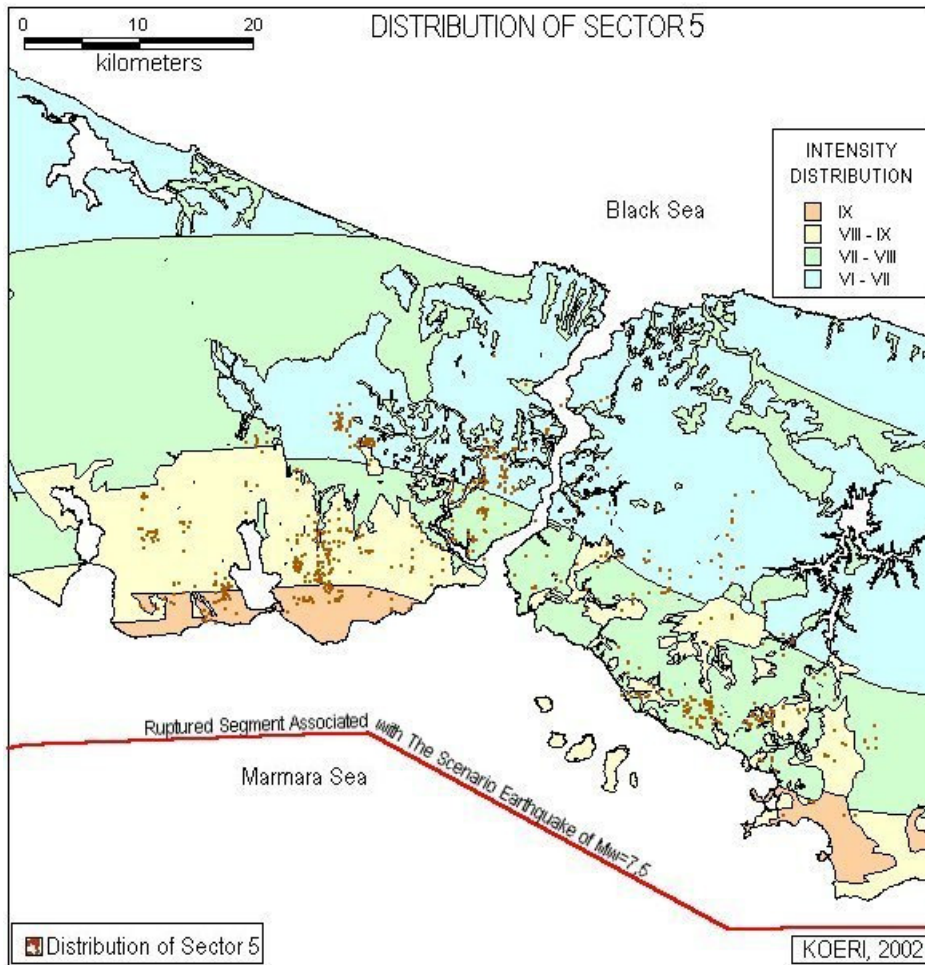 0 10 20
kilometers
DISTRIBUTION OF SECTOR 5
INTENSITY
DISTRIBUTION
IX
VIII - IX
VII - VIII
VI - VII
Black Sea
Ruptured Segment Associated with The Scenario Earthquake of Mw=7,5
Marmara Sea
Distribution of Sector 5
KOERI, 2002